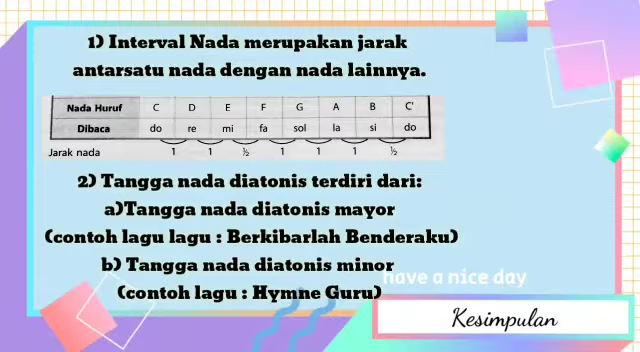 1) Interval Nada merupakan jarak
antarsatu nada dengan nada lainnya.
Nada Huruf C D E F G A B C'
Dibaca do re mi fa sol la si do
Jarak nada 1 1 ½ 1 1 1 ½
2) Tangga nada diatonis terdiri dari:
a)Tangga nada diatonis mayor
(contoh lagu lagu : Berkibarlah Benderaku)
b) Tangga nada diatonis minor
have a nice day
(contoh lagu : Hymne Guru)
Kesimpulan